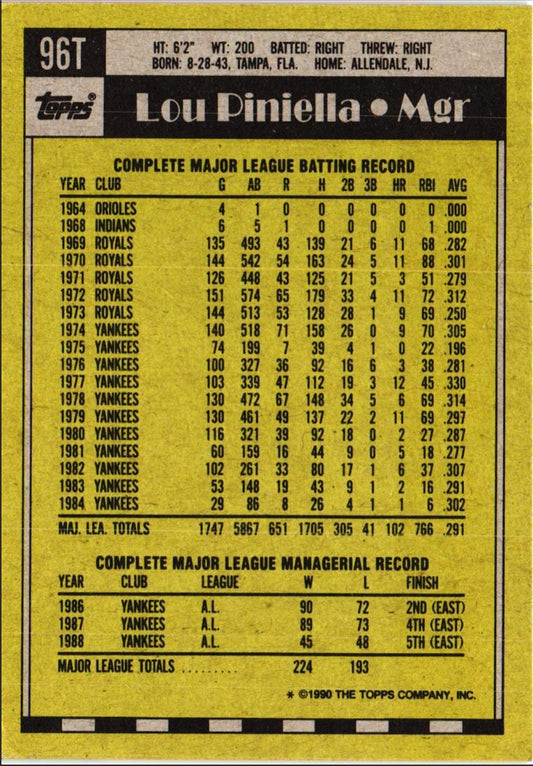 96T
HT: 6'2" WT: 200 BATTED: RIGHT THREW: RIGHT
BORN: 8-28-43, TAMPA, FLA. HOME: ALLENDALE, N.J.
Topps®
Lou Piniella • Mgr
COMPLETE MAJOR LEAGUE BATTING RECORD
YEAR CLUB G AB R H 2B 3B HR RBI AVG
1964 ORIOLES 4 1 0 0 0 0 0 0 .000
1968 INDIANS 6 5 1 0 0 0 0 1 .000
1969 ROYALS 135 493 43 139 21 6 11 68 .282
1970 ROYALS 144 542 54 163 24 5 11 88 .301
1971 ROYALS 126 448 43 125 21 5 3 51 .279
1972 ROYALS 151 574 65 179 33 4 11 72 .312
1973 ROYALS 144 513 53 128 28 1 9 69 .250
1974 YANKEES 140 518 71 158 26 0 9 70 .305
1975 YANKEES 74 199 7 39 4 1 0 22 .196
1976 YANKEES 100 327 36 92 16 6 3 38 .281
1977 YANKEES 103 339 47 112 19 3 12 45 .330
1978 YANKEES 130 472 67 148 34 5 6 69 .314
1979 YANKEES 130 461 49 137 22 2 11 69 .297
1980 YANKEES 116 321 39 92 18 0 2 27 .287
1981 YANKEES 60 159 16 44 9 0 5 18 .277
1982 YANKEES 102 261 33 80 17 1 6 37 .307
1983 YANKEES 53 148 19 43 9 1 2 16 .291
1984 YANKEES 29 86 8 26 4 1 1 6 .302
MAJ. LEA. TOTALS 1747 5867 651 1705 305 41 102 766 .291
COMPLETE MAJOR LEAGUE MANAGERIAL RECORD
YEAR CLUB LEAGUE W L FINISH
1986 YANKEES A.L. 90 72 2ND (EAST)
1987 YANKEES A.L. 89 73 4TH (EAST)
1988 YANKEES A.L. 45 48 5TH (EAST)
MAJOR LEAGUE TOTALS ......... 224 193
* ©1990 THE TOPPS COMPANY, INC.